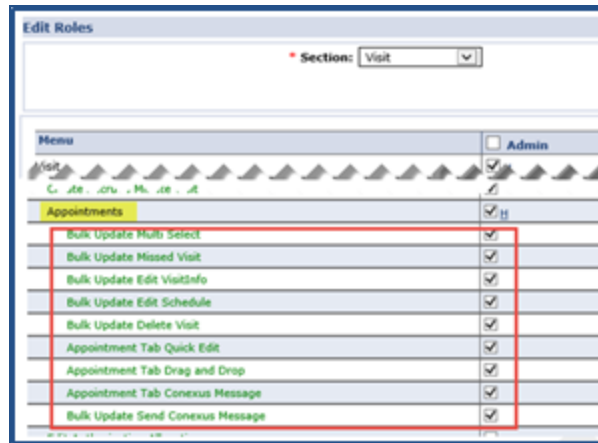 Edit Roles
* Section: Visit
Menu Admin
Visit
Appointments H
Bulk Update Multi Select
Bulk Update Missed Visit
Bulk Update Edit VisitInfo
Bulk Update Edit Schedule
Bulk Update Delete Visit
Appointment Tab Quick Edit
Appointment Tab Drag and Drop
Appointment Tab Conexus Message
Bulk Update Send Conexus Message